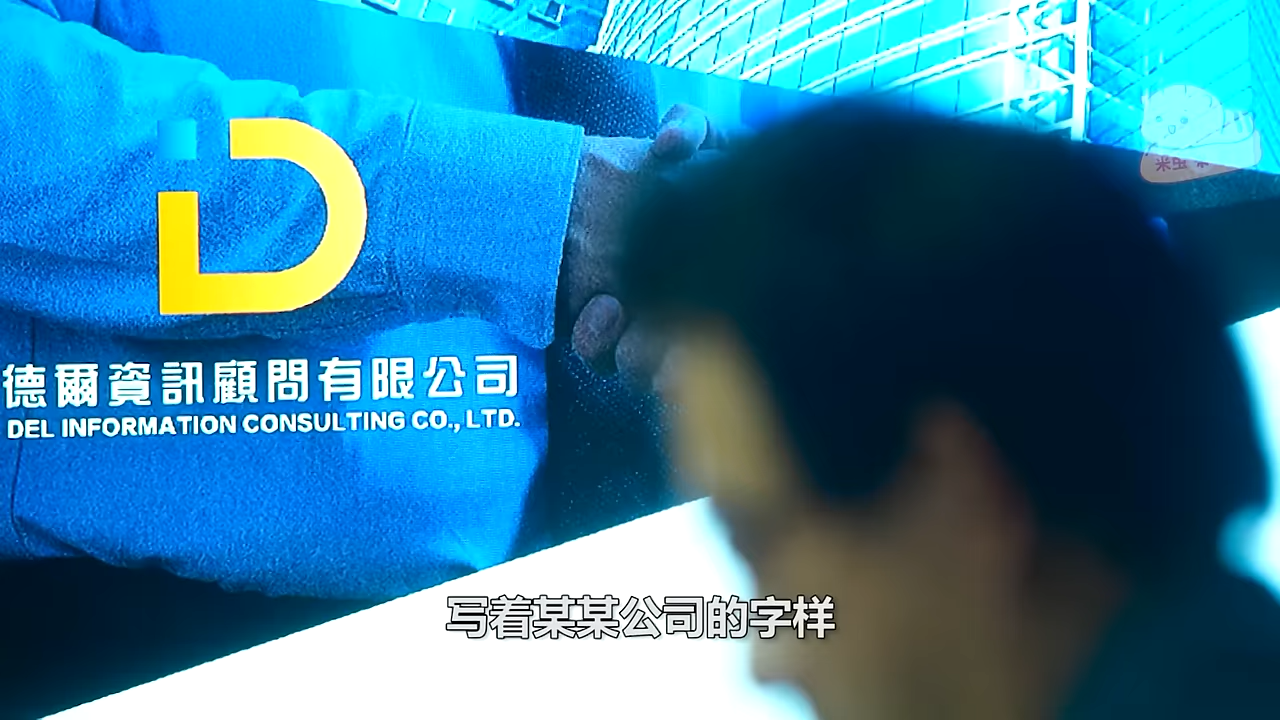 德爾資訊顧問有限公司
DEL INFORMATION CONSULTING CO., LTD.
写着某某公司的字样